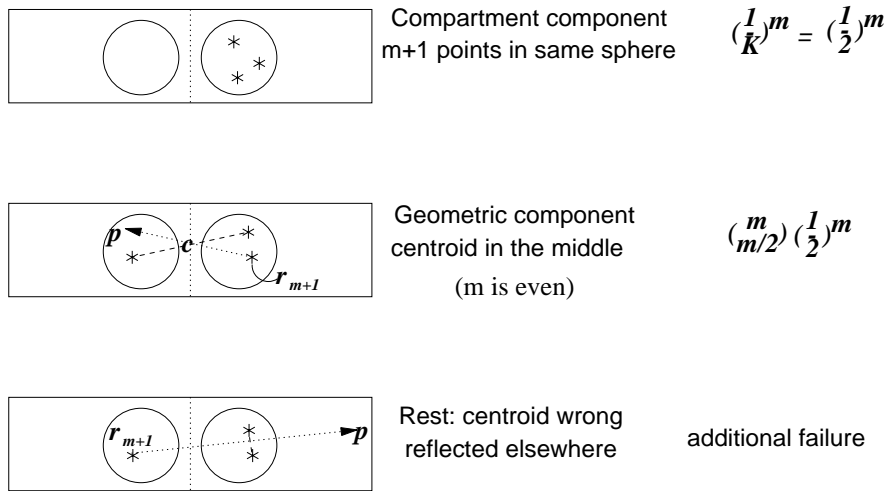 Compartment component
m+1 points in same sphere
(1/K)^m = (1/2)^m
p
c
r_{m+1}
Geometric component
centroid in the middle
(m is even)
(m m/2) (1/2)^m
r_{m+1}
p
Rest: centroid wrong
reflected elsewhere
additional failure